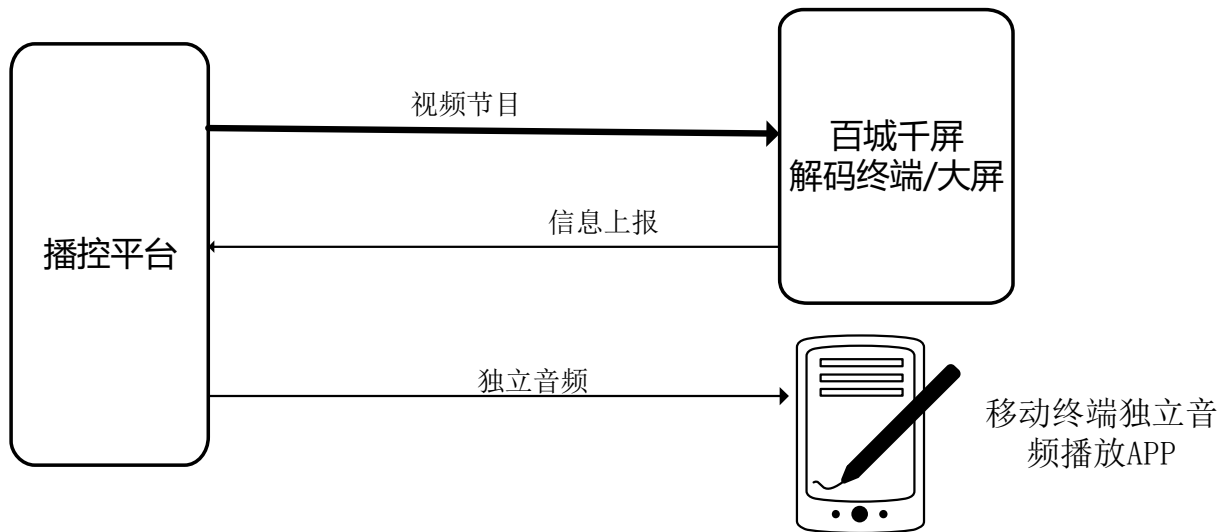 视频节目
百城千屏
解码终端/大屏
信息上报
播控平台
独立音频
移动终端独立音
频播放APP